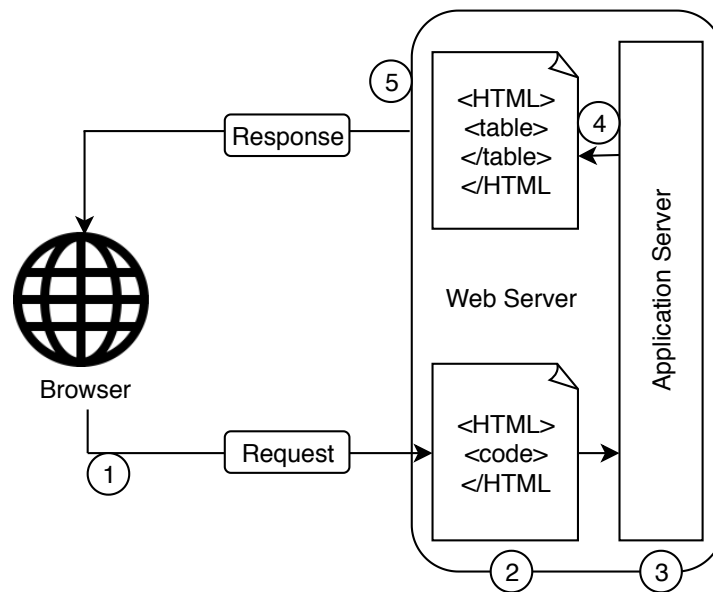 5
<HTML>
<table>
</table>
</HTML
4
Response
Application Server
Web Server
Browser
<HTML>
<code>
</HTML
Request
1
2
3